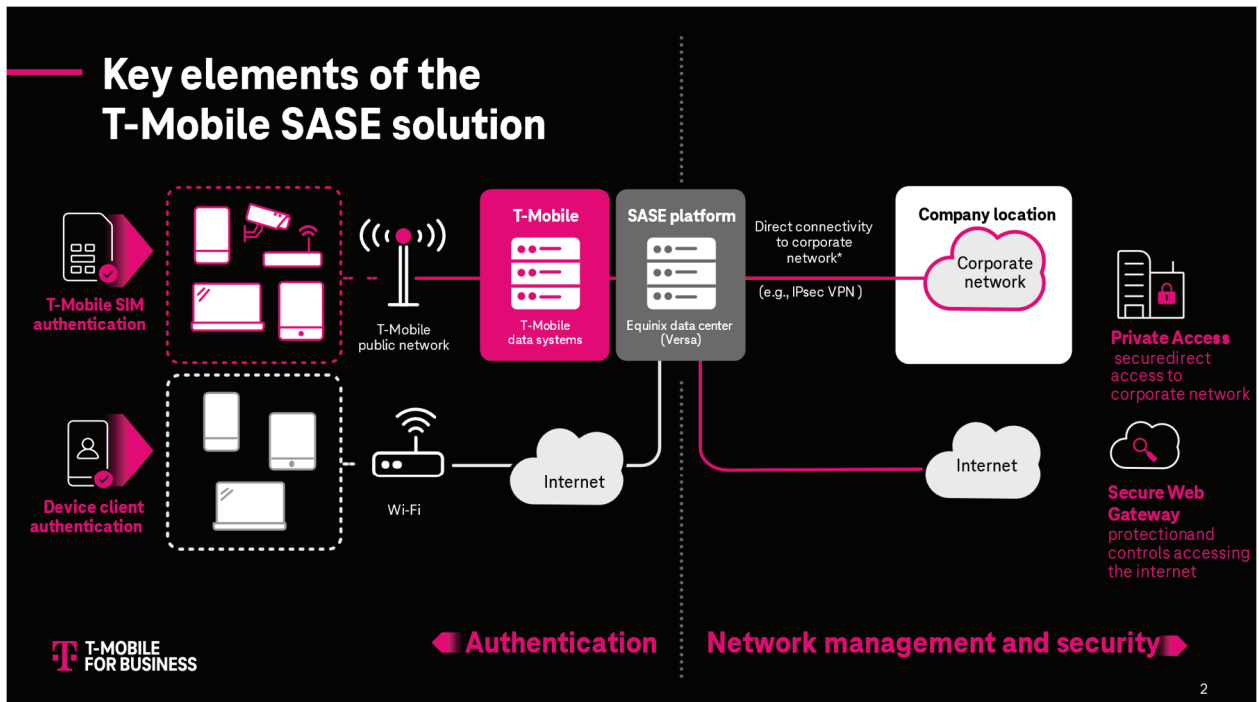 Key elements of the
T-Mobile SASE solution
T-Mobile SIM
authentication
T-Mobile
public network
T-Mobile
T-Mobile
data systems
SASE platform
Equinix data center
(Versa)
Direct connectivity
to corporate
network*
(e.g., IPsec VPN )
Company location
Corporate
network
Private Access
securedirect
access to
corporate network
Device client
authentication
Wi-Fi
Internet
Internet
Secure Web
Gateway
protectionand
controls accessing
the internet
Authentication
Network management and security
T
T-MOBILE
FOR BUSINESS
2